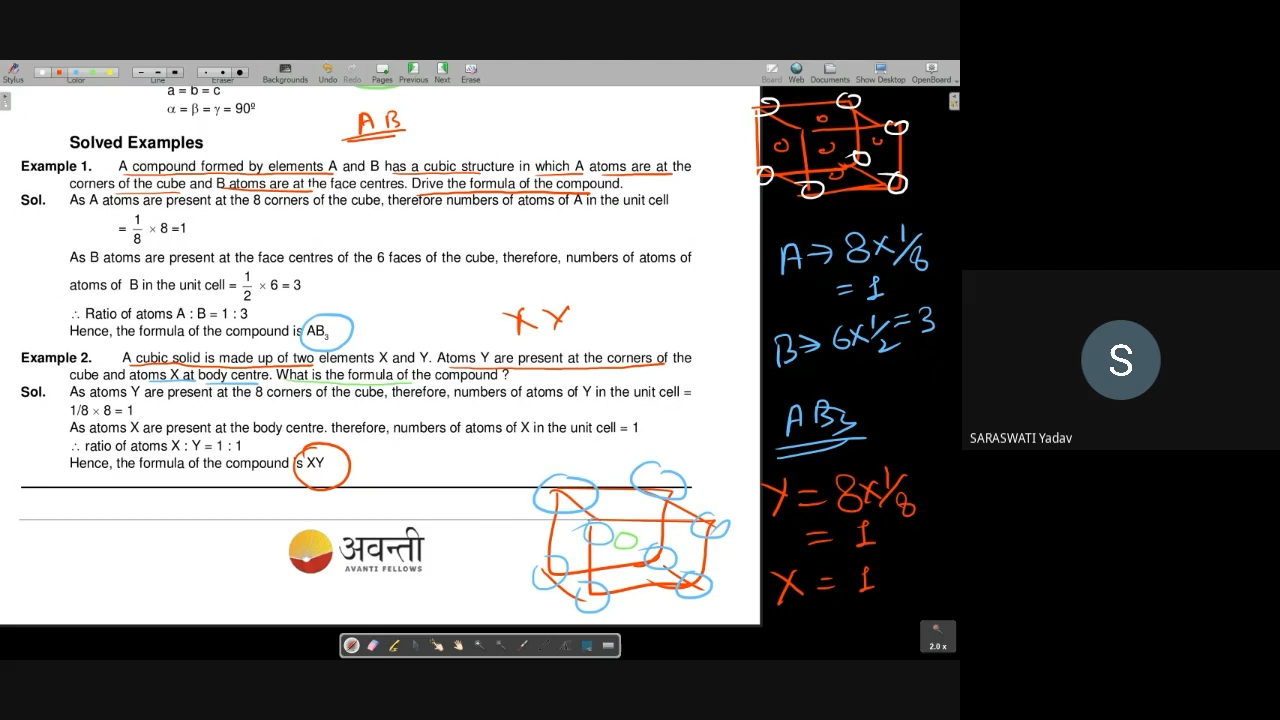 Stylus
Color
Line
Eraser
Backgrounds
Undo
Redo
Pages
Previous
Next
Erase
Board
Web
Documents
Show Desktop
OpenBoard
a = b = c
α = β = γ = 90º
A B
Solved Examples
Example 1. A compound formed by elements A and B has a cubic structure in which A atoms are at the
corners of the cube and B atoms are at the face centres. Drive the formula of the compound.
Sol. As A atoms are present at the 8 corners of the cube, therefore numbers of atoms of A in the unit cell
= 1/8 × 8 =1
As B atoms are present at the face centres of the 6 faces of the cube, therefore, numbers of atoms of
atoms of B in the unit cell = 1/2 × 6 = 3
∴ Ratio of atoms A : B = 1 : 3
Hence, the formula of the compound is AB₃
X Y
Example 2. A cubic solid is made up of two elements X and Y. Atoms Y are present at the corners of the
cube and atoms X at body centre. What is the formula of the compound ?
Sol. As atoms Y are present at the 8 corners of the cube, therefore, numbers of atoms of Y in the unit cell =
1/8 × 8 = 1
As atoms X are present at the body centre. therefore, numbers of atoms of X in the unit cell = 1
∴ ratio of atoms X : Y = 1 : 1
Hence, the formula of the compound is XY
अवन्ती
AVANTI FELLOWS
A → 8 × 1/8
= 1
B → 6 × 1/2 = 3
AB₃
Y = 8 × 1/8
= 1
X = 1
2.0 x
S
SARASWATI Yadav